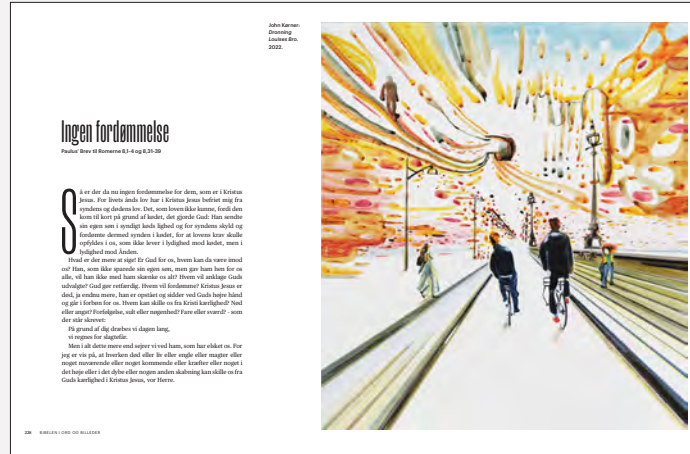 John Kørner.
Dronning
Louises Bro.
2022.
Ingen fordømmelse
Paulus' Brev til Romerne 8,1-4 og 8,31-39
Så er der da nu ingen fordømmelse for dem, som er i Kristus
Jesus. For livets ånds lov har i Kristus Jesus befriet mig fra
syndens og dødens lov. Det, som loven ikke kunne, fordi den
kom til kort på grund af kødet, det gjorde Gud: Han sendte
sin egen søn i syndigt køds lighed og for syndens skyld og
fordømte dermed synden i kødet, for at lovens krav skulle
opfyldes i os, som ikke lever i lydighed mod kødet, men i
lydighed mod Ånden.
Hvad er der mere at sige? Er Gud for os, hvem kan da være imod
os? Han, som ikke sparede sin egen søn, men gav ham hen for os
alle, vil han ikke med ham skænke os alt? Hvem vil anklage Guds
udvalgte? Gud gør retfærdig. Hvem vil fordømme? Kristus Jesus er
død, ja endnu mere, han er opstået og sidder ved Guds højre hånd
og går i forbøn for os. Hvem kan skille os fra Kristi kærlighed? Nød
eller angst? Forfølgelse, sult eller nøgenhed? Fare eller sværd? – som
der står skrevet:
På grund af dig dræbes vi dagen lang,
vi regnes for slagtefår.
Men i alt dette mere end sejrer vi ved ham, som har elsket os. For
jeg er vis på, at hverken død eller liv eller engle eller magter eller
noget nuværende eller noget kommende eller kræfter eller noget i
det høje eller i det dybe eller nogen anden skabning kan skille os fra
Guds kærlighed i Kristus Jesus, vor Herre.
228 BIBELEN I ORD OG BILLEDER